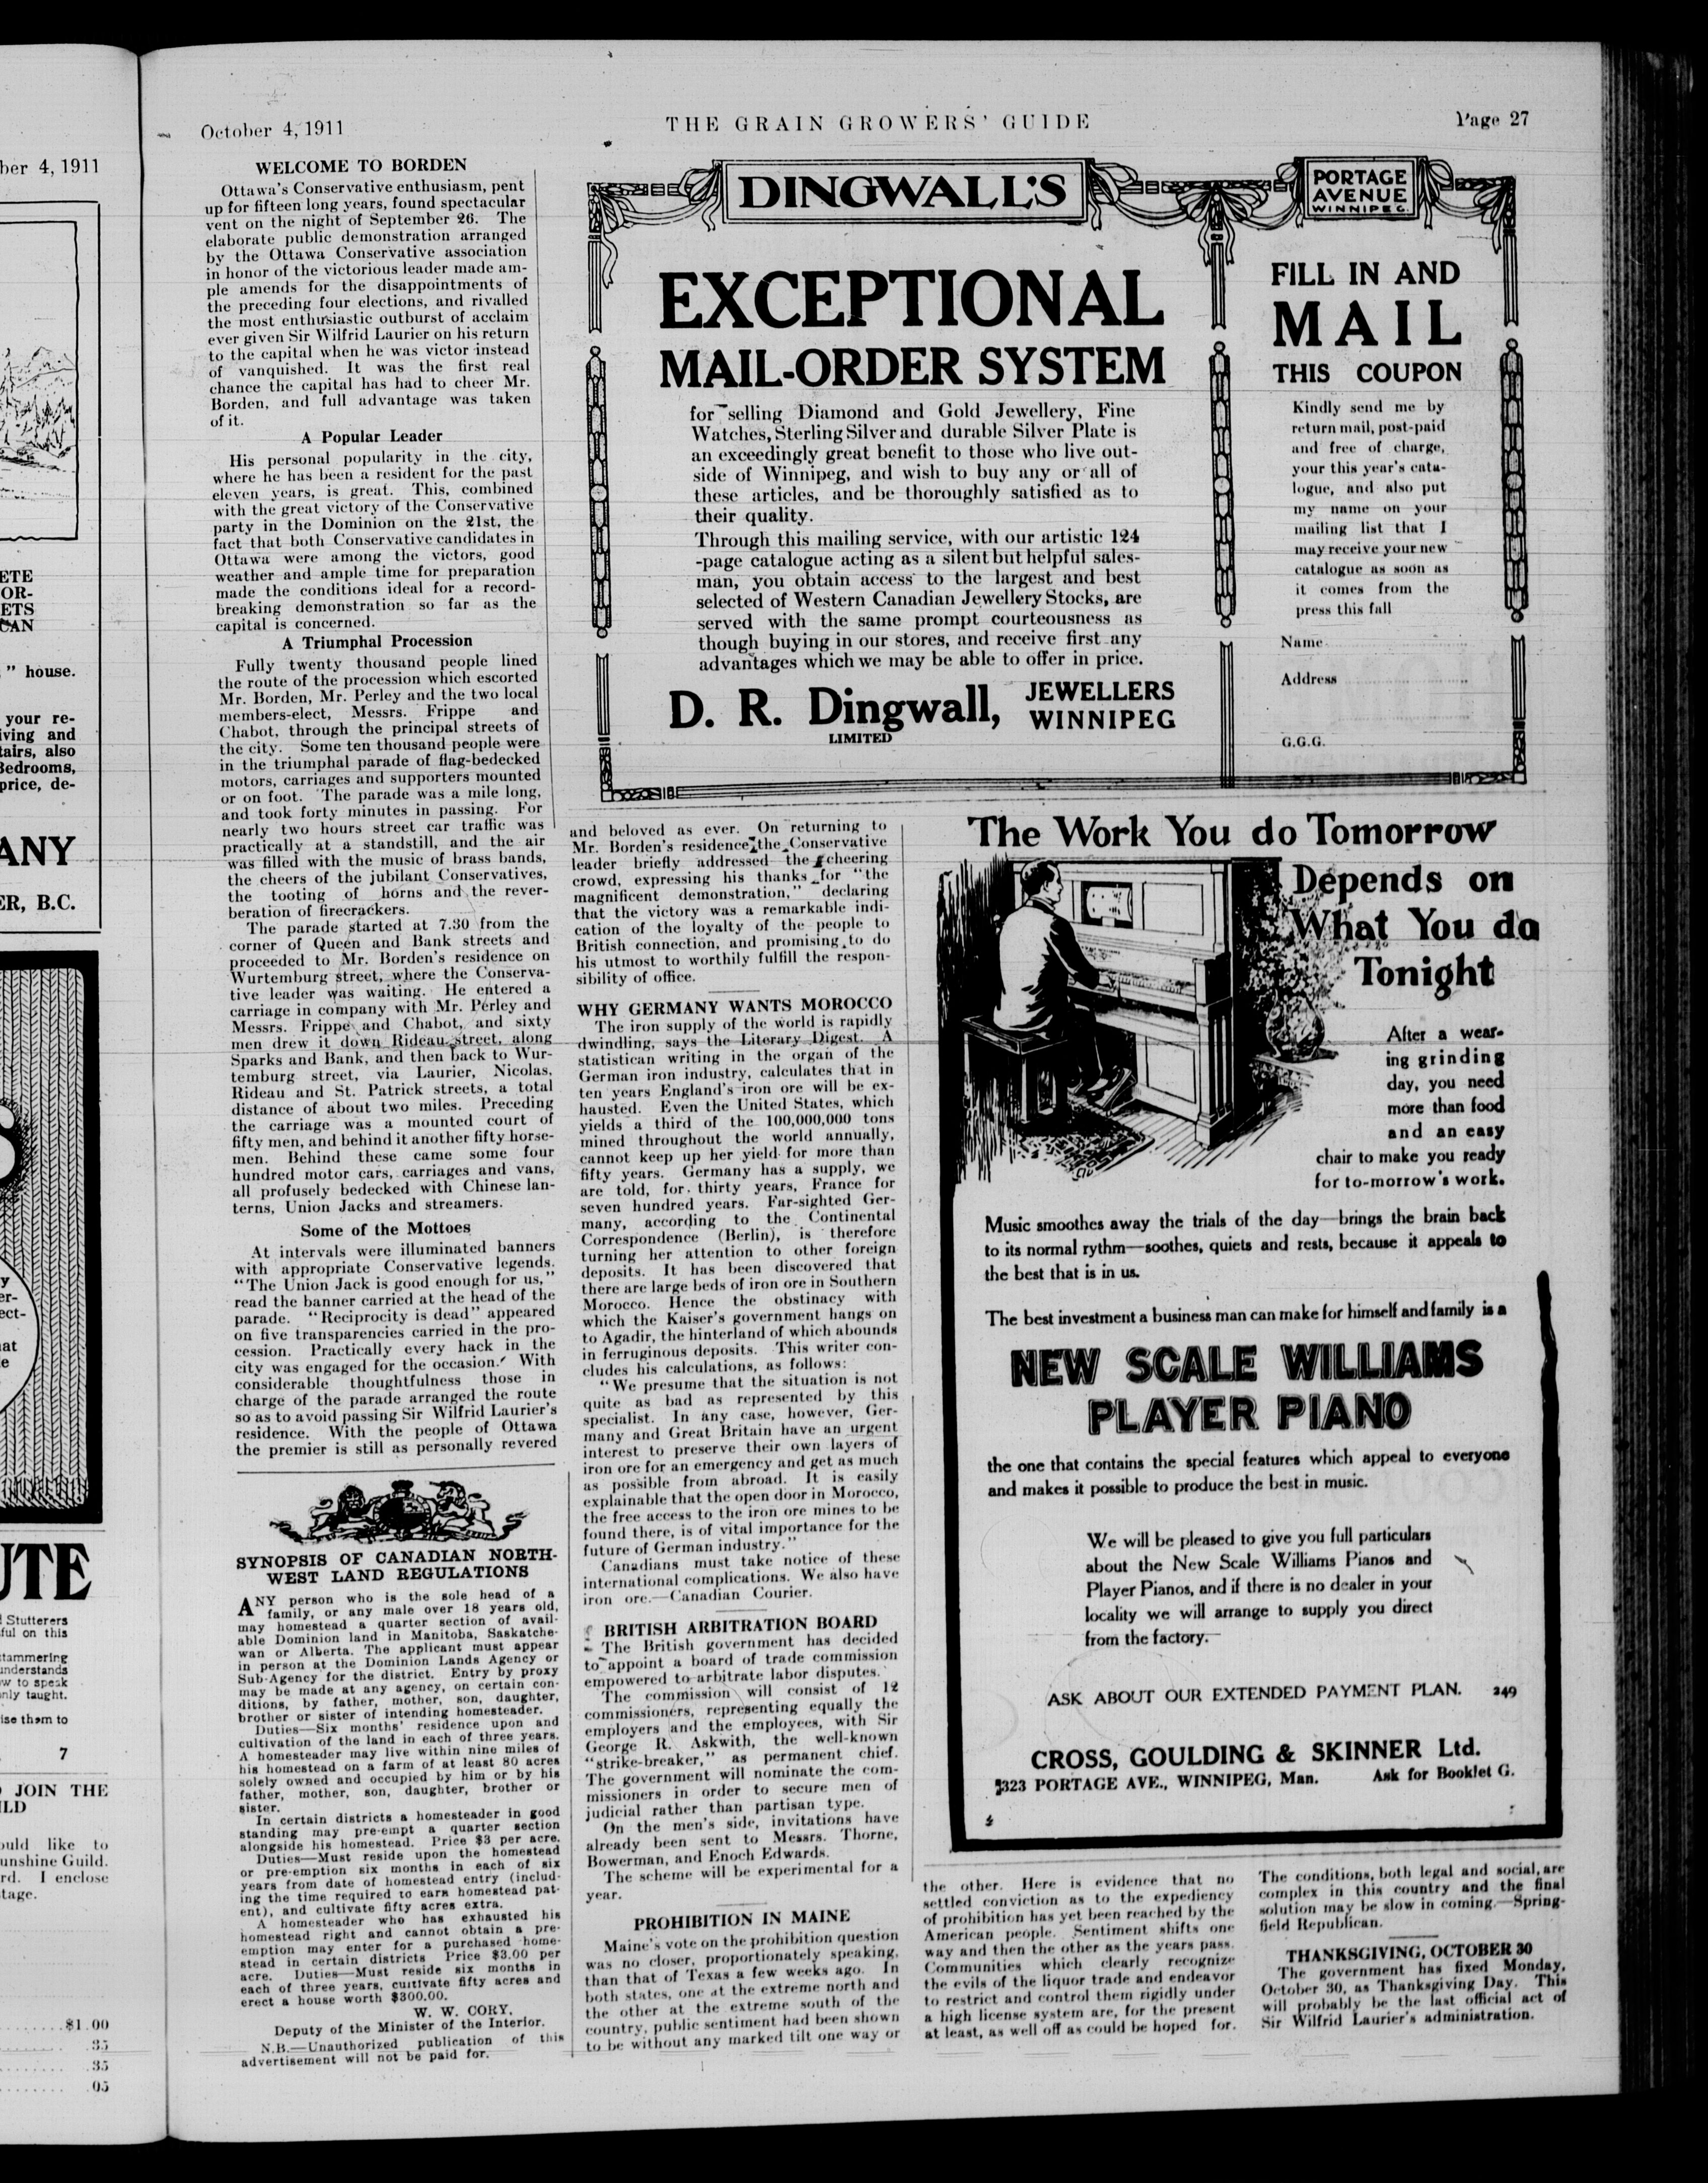 ber 4, 1911
ETE
OR-
ETS
CAN
" house.
your re-
iving and
tairs, also
Bedrooms,
price, de-
ANY
ER, B.C.
y
er-
ect-
at
e
UTE
Stutterers
ful on this
tammering
understands
w to speak
only taught.
ise them to
7
JOIN THE
ILD
ould like to
unshine Guild.
rd. I enclose
tage.
$1.00
.35
.35
.05
October 4, 1911
THE GRAIN GROWERS' GUIDE
Page 27
WELCOME TO BORDEN
Ottawa's Conservative enthusiasm, pent
up for fifteen long years, found spectacular
vent on the night of September 26. The
elaborate public demonstration arranged
by the Ottawa Conservative association
in honor of the victorious leader made am-
ple amends for the disappointments of
the preceding four elections, and rivalled
the most enthusiastic outburst of acclaim
ever given Sir Wilfrid Laurier on his return
to the capital when he was victor instead
of vanquished. It was the first real
chance the capital has had to cheer Mr.
Borden, and full advantage was taken
of it.
A Popular Leader
His personal popularity in the city,
where he has been a resident for the past
eleven years, is great. This, combined
with the great victory of the Conservative
party in the Dominion on the 21st, the
fact that both Conservative candidates in
Ottawa were among the victors, good
weather and ample time for preparation
made the conditions ideal for a record-
breaking demonstration so far as the
capital is concerned.
A Triumphal Procession
Fully twenty thousand people lined
the route of the procession which escorted
Mr. Borden, Mr. Perley and the two local
members-elect, Messrs. Frippe and
Chabot, through the principal streets of
the city. Some ten thousand people were
in the triumphal parade of flag-bedecked
motors, carriages and supporters mounted
or on foot. The parade was a mile long,
and took forty minutes in passing. For
nearly two hours street car traffic was
practically at a standstill, and the air
was filled with the music of brass bands,
the cheers of the jubilant Conservatives,
the tooting of horns and the rever-
beration of firecrackers.
The parade started at 7.30 from the
corner of Queen and Bank streets and
proceeded to Mr. Borden's residence on
Wurtemburg street, where the Conserva-
tive leader was waiting. He entered a
carriage in company with Mr. Perley and
Messrs. Frippe and Chabot, and sixty
men drew it down Rideau street, along
Sparks and Bank, and then back to Wur-
temburg street, via Laurier, Nicolas,
Rideau and St. Patrick streets, a total
distance of about two miles. Preceding
the carriage was a mounted court of
fifty men, and behind it another fifty horse-
men. Behind these came some four
hundred motor cars, carriages and vans,
all profusely bedecked with Chinese lan-
terns, Union Jacks and streamers.
Some of the Mottoes
At intervals were illuminated banners
with appropriate Conservative legends.
"The Union Jack is good enough for us,"
read the banner carried at the head of the
parade. "Reciprocity is dead" appeared
on five transparencies carried in the pro-
cession. Practically every hack in the
city was engaged for the occasion. With
considerable thoughtfulness those in
charge of the parade arranged the route
so as to avoid passing Sir Wilfrid Laurier's
residence. With the people of Ottawa
the premier is still as personally revered
SYNOPSIS OF CANADIAN NORTH-
WEST LAND REGULATIONS
ANY person who is the sole head of a
family, or any male over 18 years old,
may homestead a quarter section of avail-
able Dominion land in Manitoba, Saskatche-
wan or Alberta. The applicant must appear
in person at the Dominion Lands Agency or
Sub-Agency for the district. Entry by proxy
may be made at any agency, on certain con-
ditions, by father, mother, son, daughter,
brother or sister of intending homesteader.
Duties—Six months' residence upon and
cultivation of the land in each of three years.
A homesteader may live within nine miles of
his homestead on a farm of at least 80 acres
solely owned and occupied by him or by his
father, mother, son, daughter, brother or
sister.
In certain districts a homesteader in good
standing may pre-empt a quarter section
alongside his homestead. Price $3 per acre.
Duties—Must reside upon the homestead
or pre-emption six months in each of six
years from date of homestead entry (includ-
ing the time required to earn homestead pat-
ent), and cultivate fifty acres extra.
A homesteader who has exhausted his
homestead right and cannot obtain a pre-
emption may enter for a purchased home-
stead in certain districts Price $3.00 per
acre. Duties—Must reside six months in
each of three years, cultivate fifty acres and
erect a house worth $300.00.
W. W. CORY,
Deputy of the Minister of the Interior.
N.B.—Unauthorized publication of this
advertisement will not be paid for.
DINGWALL'S
PORTAGE
AVENUE
WINNIPEG.
EXCEPTIONAL
MAIL-ORDER SYSTEM
for selling Diamond and Gold Jewellery, Fine
Watches, Sterling Silver and durable Silver Plate is
an exceedingly great benefit to those who live out-
side of Winnipeg, and wish to buy any or all of
these articles, and be thoroughly satisfied as to
their quality.
Through this mailing service, with our artistic 124
-page catalogue acting as a silent but helpful sales-
man, you obtain access to the largest and best
selected of Western Canadian Jewellery Stocks, are
served with the same prompt courteousness as
though buying in our stores, and receive first any
advantages which we may be able to offer in price.
D. R. Dingwall,
LIMITED
JEWELLERS
WINNIPEG
FILL IN AND
MAIL
THIS COUPON
Kindly send me by
return mail, post-paid
and free of charge,
your this year's cata-
logue, and also put
my name on your
mailing list that I
may receive your new
catalogue as soon as
it comes from the
press this fall
Name
Address
G.G.G.
and beloved as ever. On returning to
Mr. Borden's residence the Conservative
leader briefly addressed the cheering
crowd, expressing his thanks for "the
magnificent demonstration," declaring
that the victory was a remarkable indi-
cation of the loyalty of the people to
British connection, and promising to do
his utmost to worthily fulfill the respon-
sibility of office.
WHY GERMANY WANTS MOROCCO
The iron supply of the world is rapidly
dwindling, says the Literary Digest. A
statistican writing in the organ of the
German iron industry, calculates that in
ten years England's iron ore will be ex-
hausted. Even the United States, which
yields a third of the 100,000,000 tons
mined throughout the world annually,
cannot keep up her yield for more than
fifty years. Germany has a supply, we
are told, for thirty years, France for
seven hundred years. Far-sighted Ger-
many, according to the Continental
Correspondence (Berlin), is therefore
turning her attention to other foreign
deposits. It has been discovered that
there are large beds of iron ore in Southern
Morocco. Hence the obstinacy with
which the Kaiser's government hangs on
to Agadir, the hinterland of which abounds
in ferruginous deposits. This writer con-
cludes his calculations, as follows:
"We presume that the situation is not
quite as bad as represented by this
specialist. In any case, however, Ger-
many and Great Britain have an urgent
interest to preserve their own layers of
iron ore for an emergency and get as much
as possible from abroad. It is easily
explainable that the open door in Morocco,
the free access to the iron ore mines to be
found there, is of vital importance for the
future of German industry."
Canadians must take notice of these
international complications. We also have
iron ore.—Canadian Courier.
BRITISH ARBITRATION BOARD
The British government has decided
to appoint a board of trade commission
empowered to arbitrate labor disputes.
The commission will consist of 12
commissioners, representing equally the
employers and the employees, with Sir
George R. Askwith, the well-known
"strike-breaker," as permanent chief.
The government will nominate the com-
missioners in order to secure men of
judicial rather than partisan type.
On the men's side, invitations have
already been sent to Messrs. Thorne,
Bowerman, and Enoch Edwards.
The scheme will be experimental for a
year.
PROHIBITION IN MAINE
Maine's vote on the prohibition question
was no closer, proportionately speaking,
than that of Texas a few weeks ago. In
both states, one at the extreme north and
the other at the extreme south of the
country, public sentiment had been shown
to be without any marked tilt one way or
The Work You do Tomorrow
Depends on
What You do
Tonight
After a wear-
ing grinding
day, you need
more than food
and an easy
chair to make you ready
for to-morrow's work.
Music smoothes away the trials of the day—brings the brain back
to its normal rythm—soothes, quiets and rests, because it appeals to
the best that is in us.
The best investment a business man can make for himself and family is a
NEW SCALE WILLIAMS
PLAYER PIANO
the one that contains the special features which appeal to everyone
and makes it possible to produce the best in music.
We will be pleased to give you full particulars
about the New Scale Williams Pianos and
Player Pianos, and if there is no dealer in your
locality we will arrange to supply you direct
from the factory.
ASK ABOUT OUR EXTENDED PAYMENT PLAN. 249
CROSS, GOULDING & SKINNER Ltd.
323 PORTAGE AVE., WINNIPEG, Man. Ask for Booklet G.
the other. Here is evidence that no
settled conviction as to the expediency
of prohibition has yet been reached by the
American people. Sentiment shifts one
way and then the other as the years pass.
Communities which clearly recognize
the evils of the liquor trade and endeavor
to restrict and control them rigidly under
a high license system are, for the present
at least, as well off as could be hoped for.
The conditions, both legal and social, are
complex in this country and the final
solution may be slow in coming.—Spring-
field Republican.
THANKSGIVING, OCTOBER 30
The government has fixed Monday,
October 30, as Thanksgiving Day. This
will probably be the last official act of
Sir Wilfrid Laurier's administration.